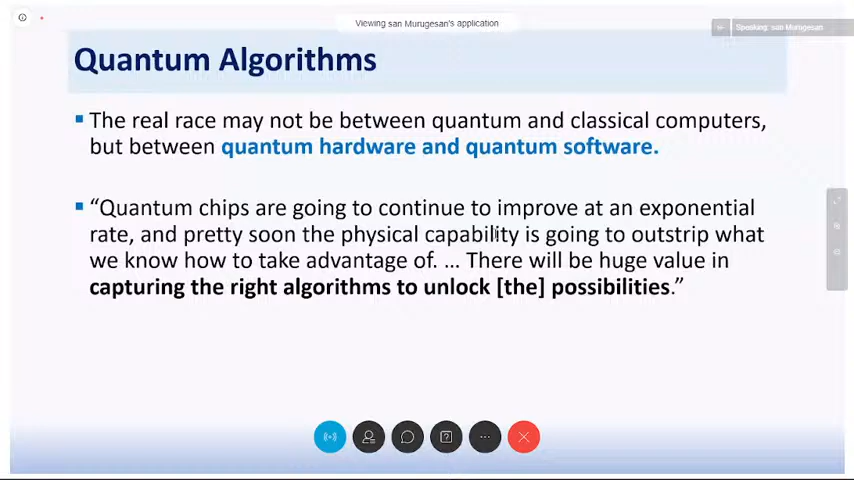 Viewing san Murugesan's application
Speaking: san Murugesan
Quantum Algorithms
The real race may not be between quantum and classical computers,
but between quantum hardware and quantum software.
“Quantum chips are going to continue to improve at an exponential
rate, and pretty soon the physical capability is going to outstrip what
we know how to take advantage of. ... There will be huge value in
capturing the right algorithms to unlock [the] possibilities.”